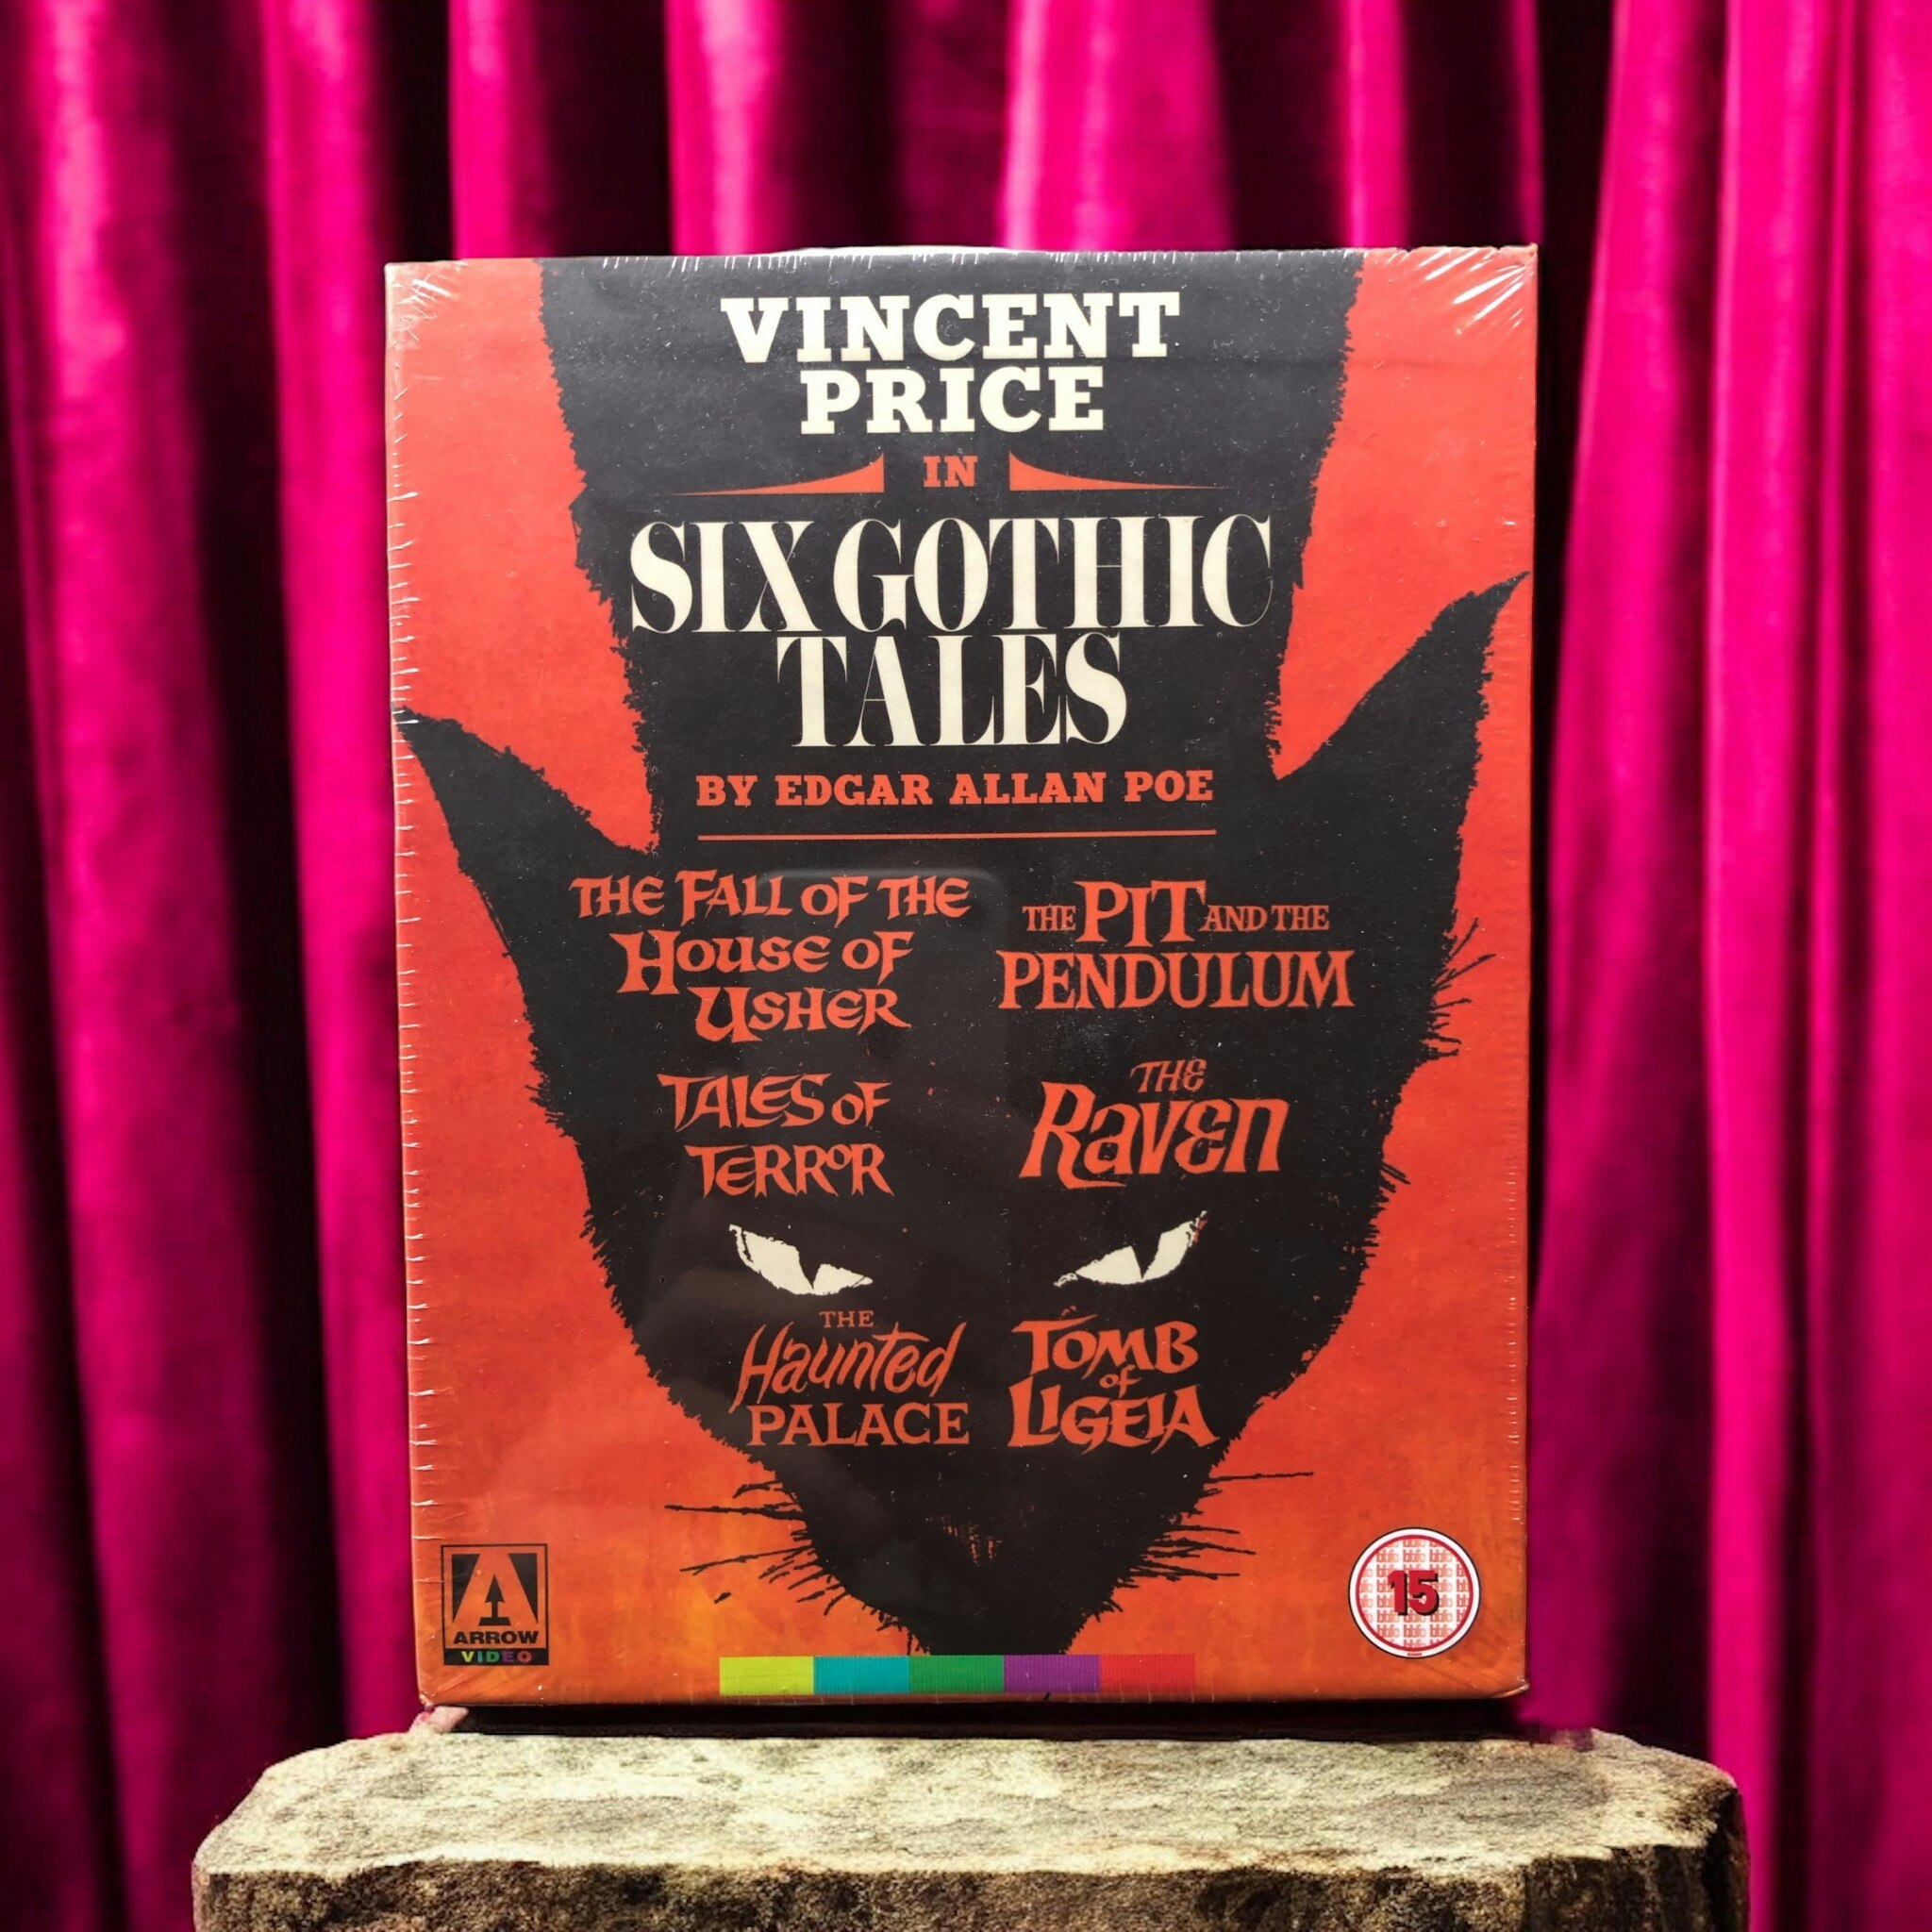 VINCENT
PRICE
IN
SIX GOTHIC
TALES
BY EDGAR ALLAN POE
THE FALL OF THE
HOUSE OF
USHER
THE PIT AND THE
PENDULUM
TALES OF
TERROR
THE
RAVEN
THE
Haunted
PALACE
TOMB
of
LIGEIA
ARROW
VIDEO
15